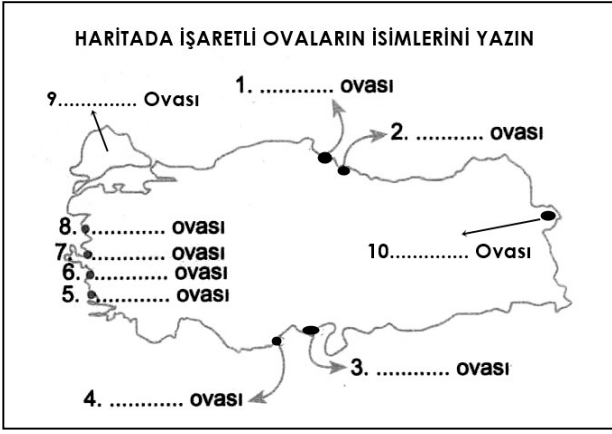 HARİTADA İŞARETLİ OVALARIN İSİMLERİNİ YAZIN
1. ............ ovası
9.............. Ovası
2. ........... ovası
8. ............ ovası
7. ............ ovası
6. ............ ovası
5. ............ ovası
10.............. Ovası
3. ............ ovası
4. ............ ovası